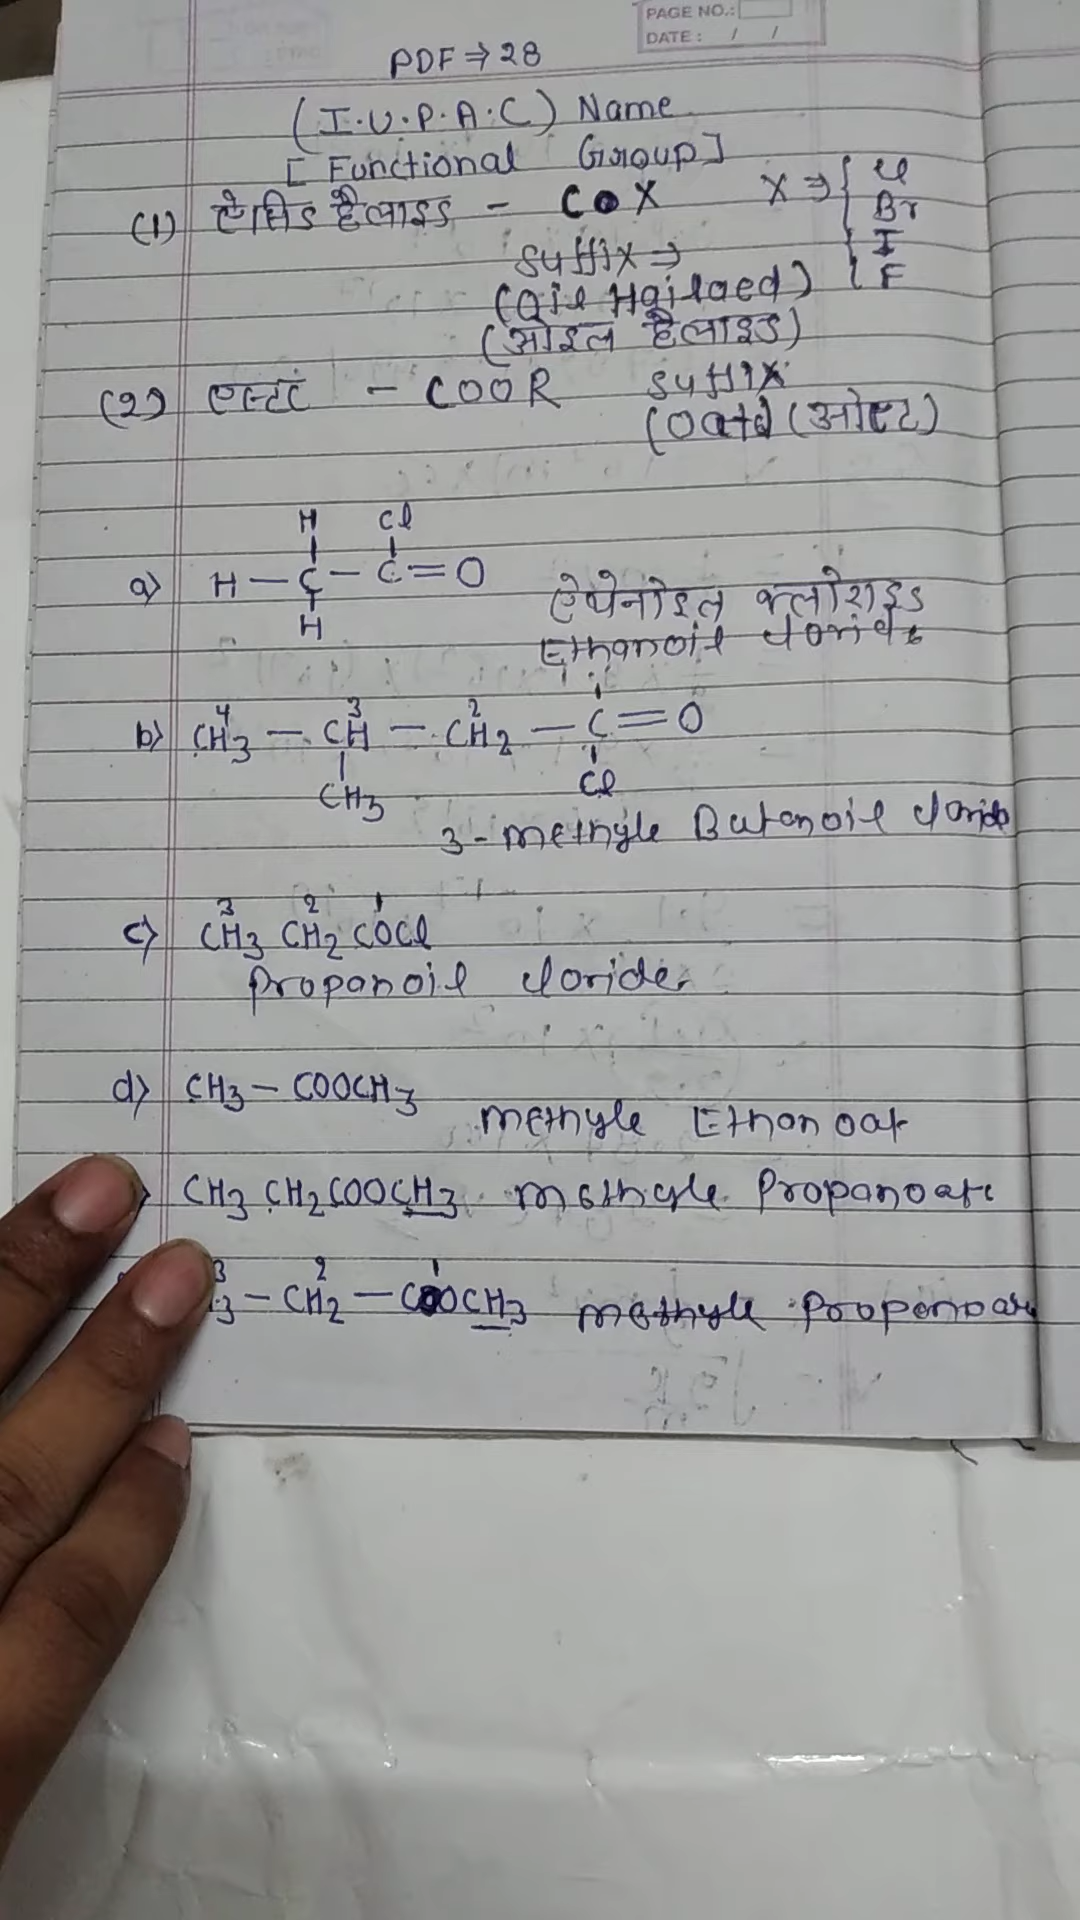 PAGE NO.:
DATE: / /
PDF ⇒ 28
(I.U.P.A.C) Name
[Functional Group]
(1) ऐसिड हैलाइड - COX X ⇒ { Cl
Br
I
F
Suffix ⇒
(Oil Hailaed)
(ओइल हैलाइड)
(2) एस्टर - COOR Suffix
(Oate) (ओएट)
H Cl
a) H — C — C = O
H
ऐथेनोइल क्लोराइड
Ethanoil cloride
4 3 2 1
b) CH3 — CH — CH2 — C = O
CH3 Cl
3-methyle Butanoil cloride
3 2 1
c) CH3 CH2 COCl
Propanoil cloride
d) CH3 — COOCH3
methyle Ethanoat
CH3 CH2COOCH3 methyle Propanoate
3 2 1
3 — CH2 — COOCH3 methyle Propanoate